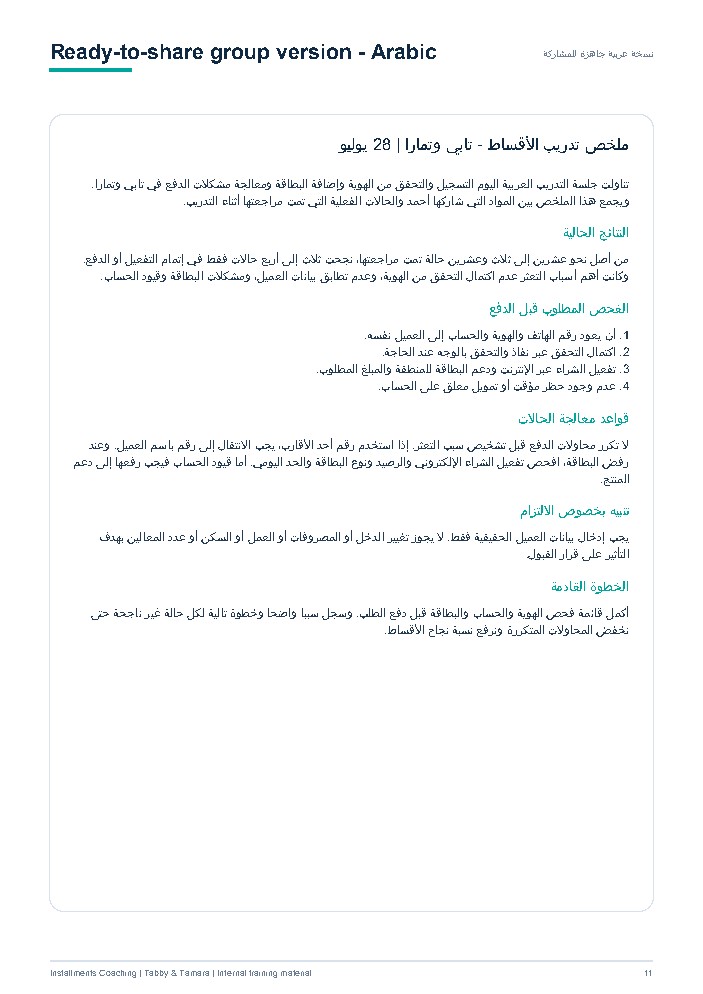 Ready-to-share group version - Arabic
نسخة عربية جاهزة للمشاركة
ملخص تدريب الأقساط - تابي وتمارا | 28 يوليو
تناولت جلسة التدريب العربية اليوم التسجيل والتحقق من الهوية وإضافة البطاقة ومعالجة مشكلات الدفع في تابي وتمارا.
ويجمع هذا الملخص بين المواد التي شاركها أحمد والحالات الفعلية التي تمت مراجعتها أثناء التدريب.
النتائج الحالية
من أصل نحو عشرين إلى ثلاث وعشرين حالة تمت مراجعتها، نجحت ثلاث إلى أربع حالات فقط في إتمام التفعيل أو الدفع.
وكانت أهم أسباب التعثر عدم اكتمال التحقق من الهوية، وعدم تطابق بيانات العميل، ومشكلات البطاقة وقيود الحساب.
الفحص المطلوب قبل الدفع
1. أن يعود رقم الهاتف والهوية والحساب إلى العميل نفسه.
2. اكتمال التحقق عبر نفاذ والتحقق بالوجه عند الحاجة.
3. تفعيل الشراء عبر الإنترنت ودعم البطاقة للمنطقة والمبلغ المطلوب.
4. عدم وجود حظر مؤقت أو تمويل معلق على الحساب.
قواعد معالجة الحالات
لا تكرر محاولات الدفع قبل تشخيص سبب التعثر. إذا استخدم رقم أحد الأقارب، يجب الانتقال إلى رقم باسم العميل. وعند
رفض البطاقة، افحص تفعيل الشراء الإلكتروني والرصيد ونوع البطاقة والحد اليومي. أما قيود الحساب فيجب رفعها إلى دعم
المنتج.
تنبيه بخصوص الالتزام
يجب إدخال بيانات العميل الحقيقية فقط. لا يجوز تغيير الدخل أو المصروفات أو العمل أو السكن أو عدد المعالين بهدف
التأثير على قرار القبول.
الخطوة القادمة
أكمل قائمة فحص الهوية والحساب والبطاقة قبل دفع الطلب. وسجل سببا واضحا وخطوة تالية لكل حالة غير ناجحة حتى
نخفض المحاولات المتكررة ونرفع نسبة نجاح الأقساط.
Installments Coaching | Tabby & Tamara | Internal training material
11